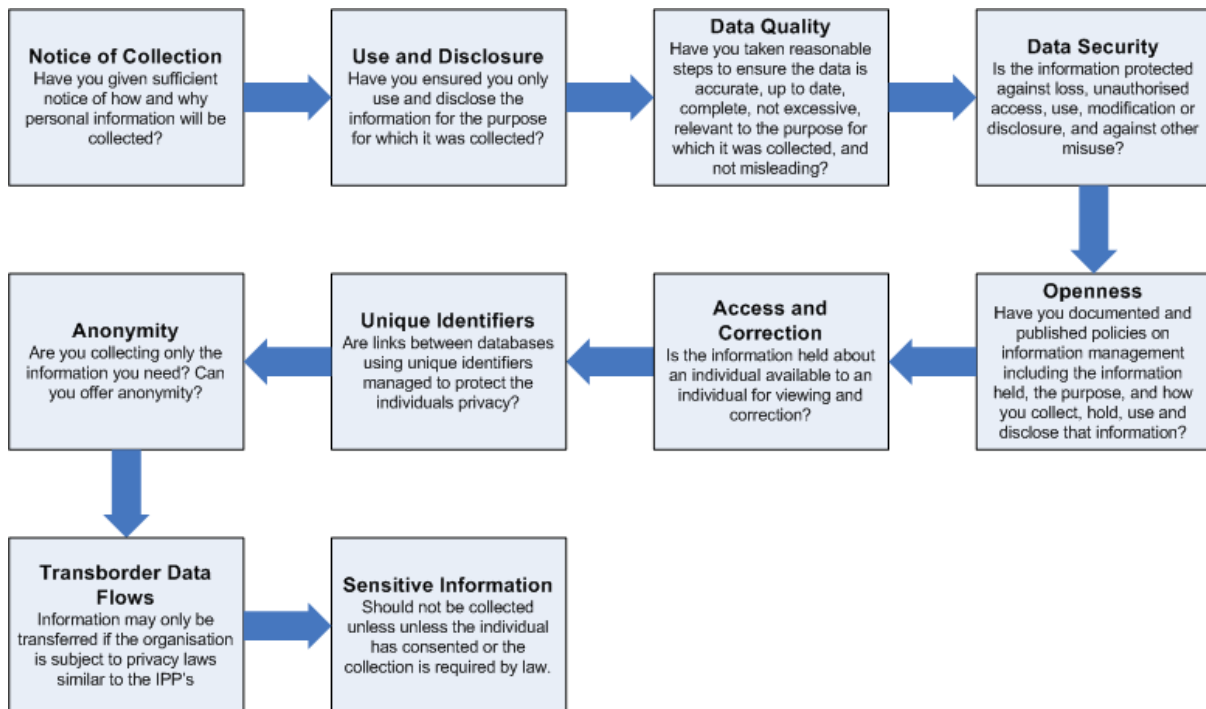 Notice of Collection
Have you given sufficient
notice of how and why
personal information will be
collected?
Use and Disclosure
Have you ensured you only
use and disclose the
information for the purpose
for which it was collected?
Data Quality
Have you taken reasonable
steps to ensure the data is
accurate, up to date,
complete, not excessive,
relevant to the purpose for
which it was collected, and
not misleading?
Data Security
Is the information protected
against loss, unauthorised
access, use, modification or
disclosure, and against other
misuse?
Openness
Have you documented and
published policies on
information management
including the information
held, the purpose, and how
you collect, hold, use and
disclose that information?
Access and
Correction
Is the information held about
an individual available to an
individual for viewing and
correction?
Unique Identifiers
Are links between databases
using unique identifiers
managed to protect the
individuals privacy?
Anonymity
Are you collecting only the
information you need? Can
you offer anonymity?
Transborder Data
Flows
Information may only be
transferred if the organisation
is subject to privacy laws
similar to the IPP's
Sensitive Information
Should not be collected
unless unless the individual
has consented or the
collection is required by law.